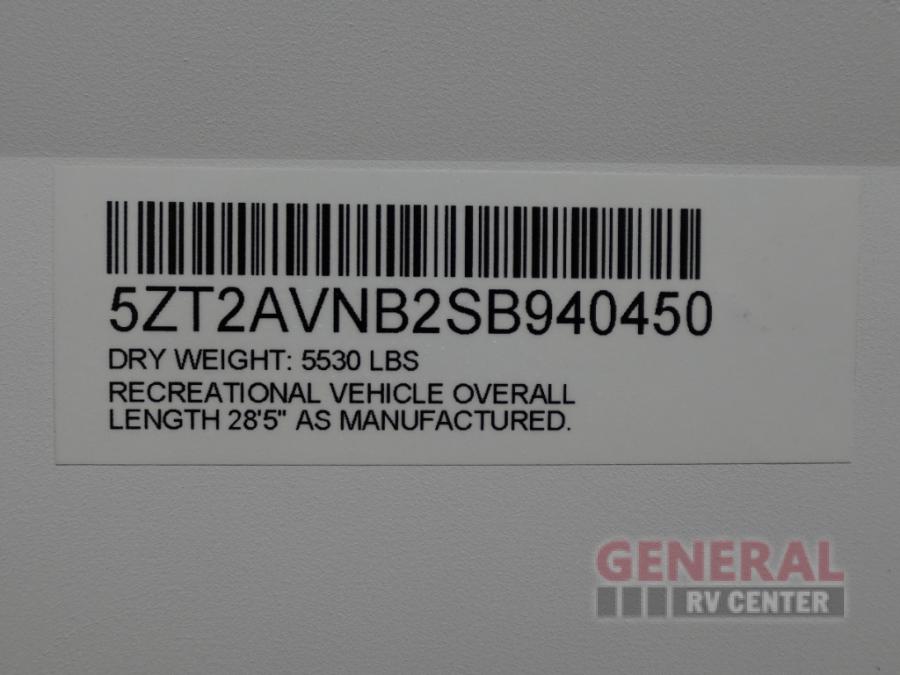 5ZT2AVNB2SB940450
DRY WEIGHT: 5530 LBS
RECREATIONAL VEHICLE OVERALL
LENGTH 28'5" AS MANUFACTURED.
GENERAL
RV CENTER